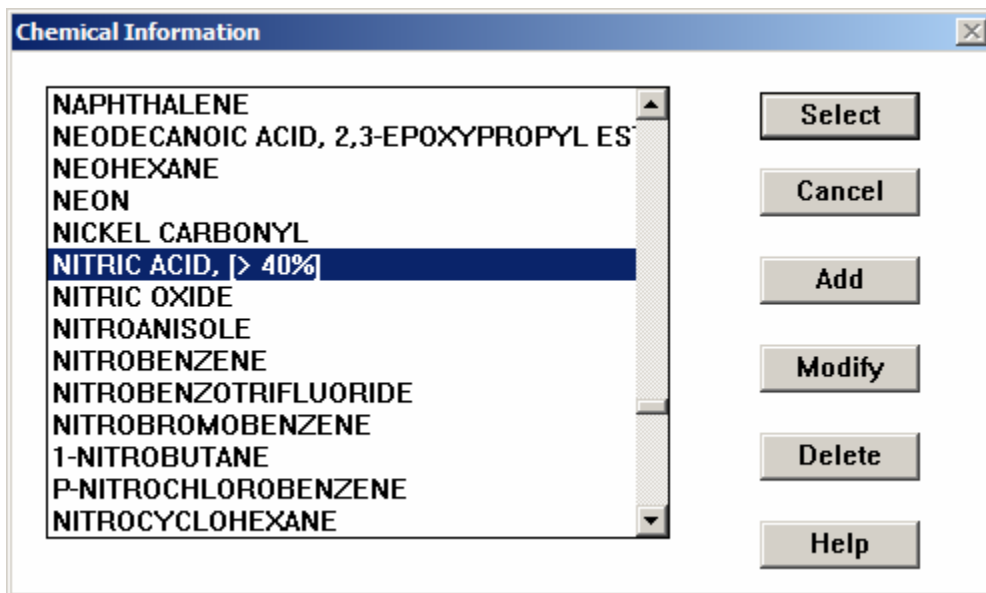 Chemical Information
NAPHTHALENE
NEODECANOIC ACID, 2,3-EPOXYPROPYL ES
NEOHEXANE
NEON
NICKEL CARBONYL
NITRIC ACID, [> 40%]
NITRIC OXIDE
NITROANISOLE
NITROBENZENE
NITROBENZOTRIFLUORIDE
NITROBROMOBENZENE
1-NITROBUTANE
P-NITROCHLOROBENZENE
NITROCYCLOHEXANE
Select
Cancel
Add
Modify
Delete
Help